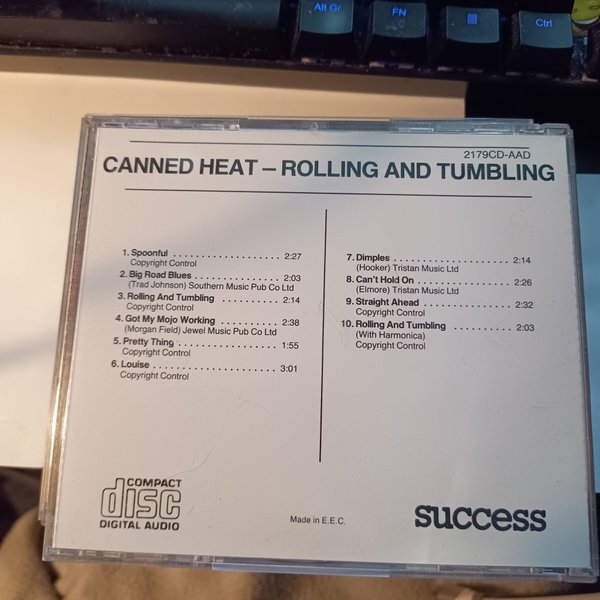 Alt Gr
FN
Ctrl
2179CD-AAD
CANNED HEAT – ROLLING AND TUMBLING
1. Spoonful ........................ 2:27
Copyright Control
2. Big Road Blues .................... 2:03
(Trad Johnson) Southern Music Pub Co Ltd
3. Rolling And Tumbling ............ 2:14
Copyright Control
4. Got My Mojo Working ............ 2:38
(Morgan Field) Jewel Music Pub Co Ltd
5. Pretty Thing ..................... 1:55
Copyright Control
6. Louise ........................ 3:01
Copyright Control
7. Dimples ........................ 2:14
(Hooker) Tristan Music Ltd
8. Can't Hold On .................... 2:26
(Elmore) Tristan Music Ltd
9. Straight Ahead ................... 2:32
Copyright Control
10. Rolling And Tumbling ............ 2:03
(With Harmonica)
Copyright Control
COMPACT
disc
DIGITAL AUDIO
Made in E.E.C.
success